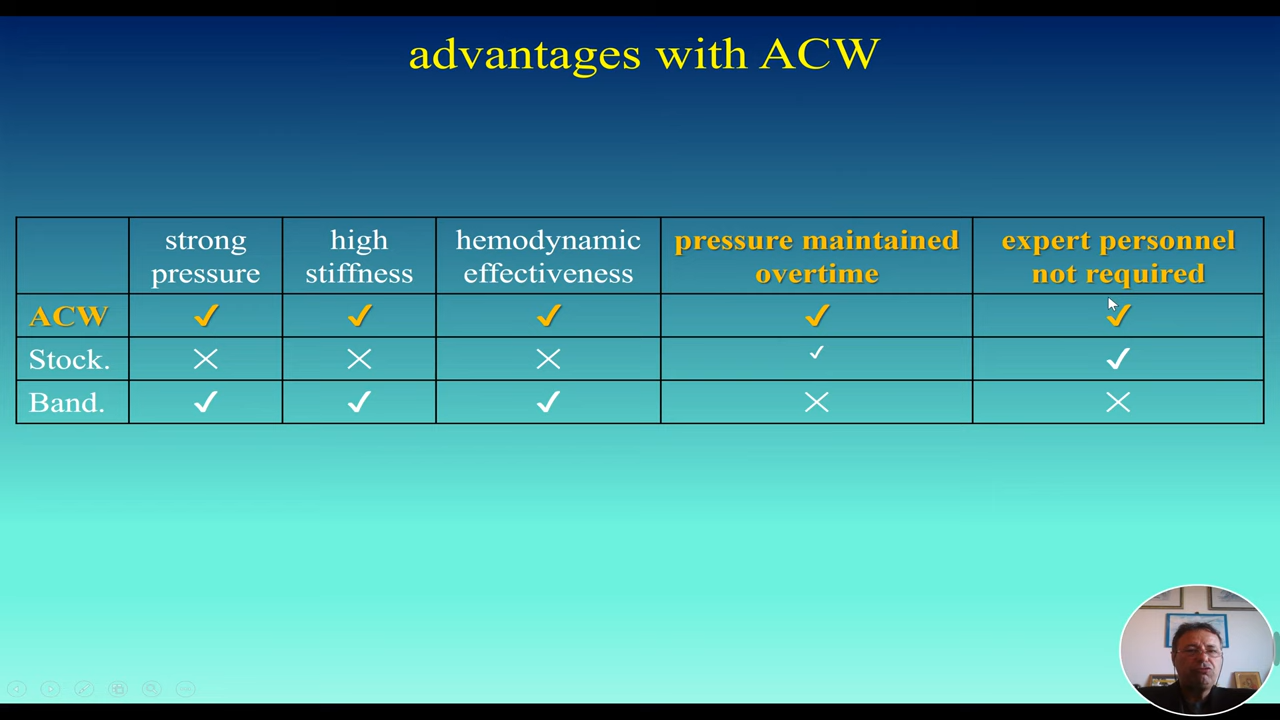 advantages with ACW
strong pressure high stiffness hemodynamic effectiveness pressure maintained overtime expert personnel not required
ACW ✓ ✓ ✓ ✓ ✓
Stock. ✕ ✕ ✕ ✓ ✓
Band. ✓ ✓ ✓ ✕ ✕